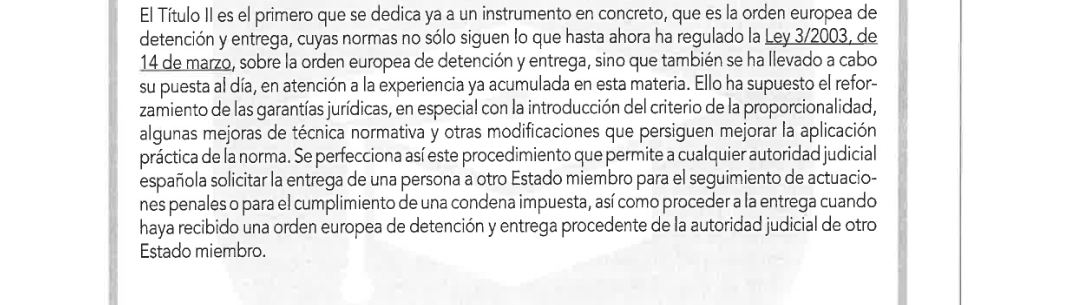 El Título II es el primero que se dedica ya a un instrumento en concreto, que es la orden europea de
detención y entrega, cuyas normas no sólo siguen lo que hasta ahora ha regulado la Ley 3/2003, de
14 de marzo, sobre la orden europea de detención y entrega, sino que también se ha llevado a cabo
su puesta al día, en atención a la experiencia ya acumulada en esta materia. Ello ha supuesto el refor-
zamiento de las garantías jurídicas, en especial con la introducción del criterio de la proporcionalidad,
algunas mejoras de técnica normativa y otras modificaciones que persiguen mejorar la aplicación
práctica de la norma. Se perfecciona así este procedimiento que permite a cualquier autoridad judicial
española solicitar la entrega de una persona a otro Estado miembro para el seguimiento de actuacio-
nes penales o para el cumplimiento de una condena impuesta, así como proceder a la entrega cuando
haya recibido una orden europea de detención y entrega procedente de la autoridad judicial de otro
Estado miembro.